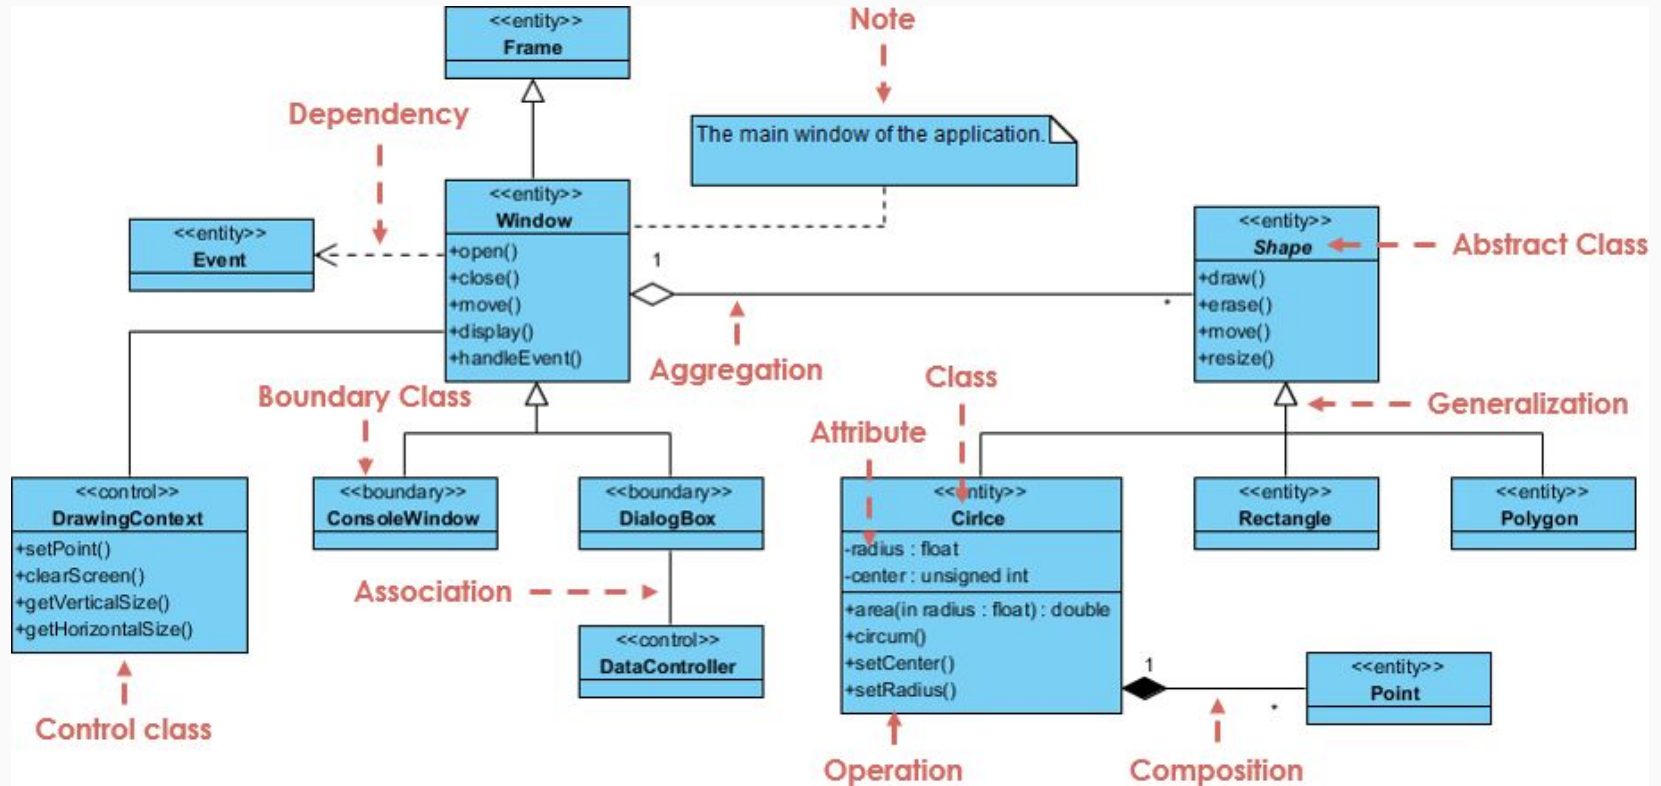 <<entity>>
Frame
Note
Dependency
The main window of the application.
<<entity>>
Window
+open()
+close()
+move()
+display()
+handleEvent()
<<entity>>
Event
<<entity>>
Shape
+draw()
+erase()
+move()
+resize()
Abstract Class
1
*
Aggregation
Boundary Class
Class
Attribute
Generalization
<<control>>
DrawingContext
+setPoint()
+clearScreen()
+getVerticalSize()
+getHorizontalSize()
Control class
<<boundary>>
ConsoleWindow
<<boundary>>
DialogBox
Association
<<control>>
DataController
<<entity>>
Cirlce
-radius : float
-center : unsigned int
+area(in radius : float) : double
+circum()
+setCenter()
+setRadius()
Operation
<<entity>>
Rectangle
<<entity>>
Polygon
1
*
Composition
<<entity>>
Point